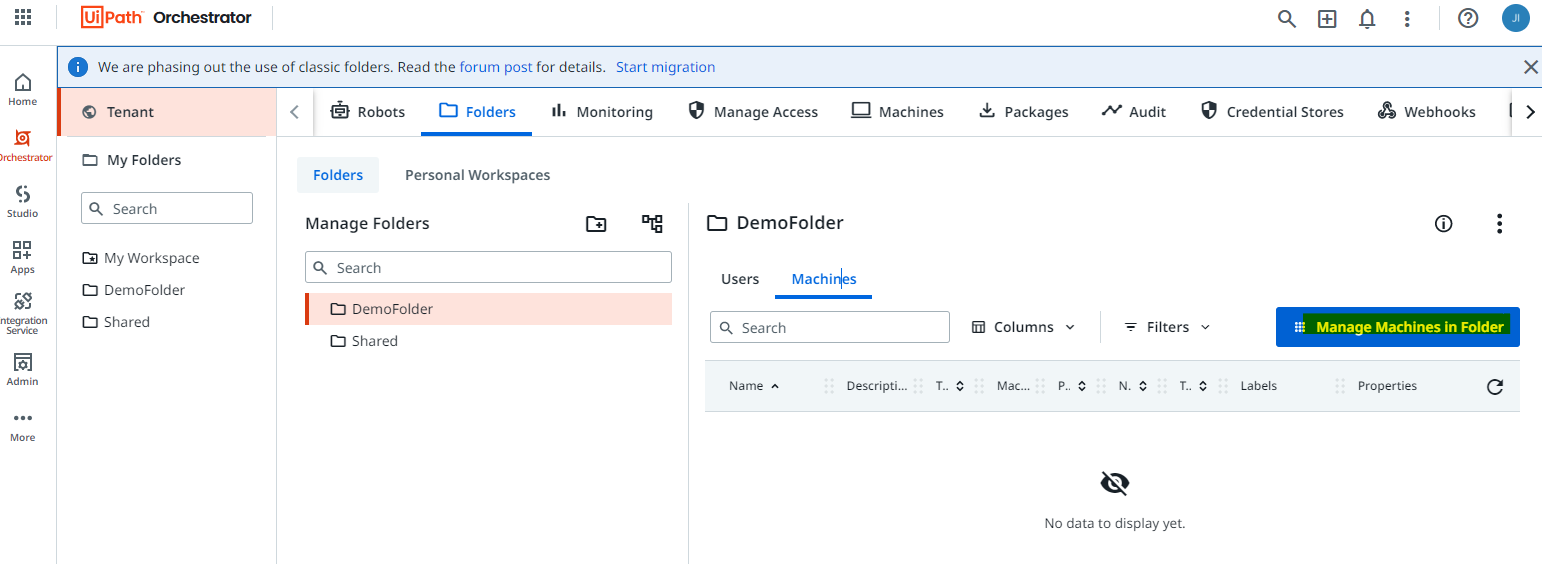 UiPath Orchestrator
JI
We are phasing out the use of classic folders. Read the forum post for details. Start migration
Home
Orchestrator
Studio
Apps
Integration
Service
Admin
More
Tenant
My Folders
Search
My Workspace
DemoFolder
Shared
Robots
Folders
Monitoring
Manage Access
Machines
Packages
Audit
Credential Stores
Webhooks
Folders
Personal Workspaces
Manage Folders
Search
DemoFolder
Shared
DemoFolder
Users
Machines
Search
Columns
Filters
Manage Machines in Folder
Name
Descripti...
T..
Mac...
P..
N.
T..
Labels
Properties
No data to display yet.